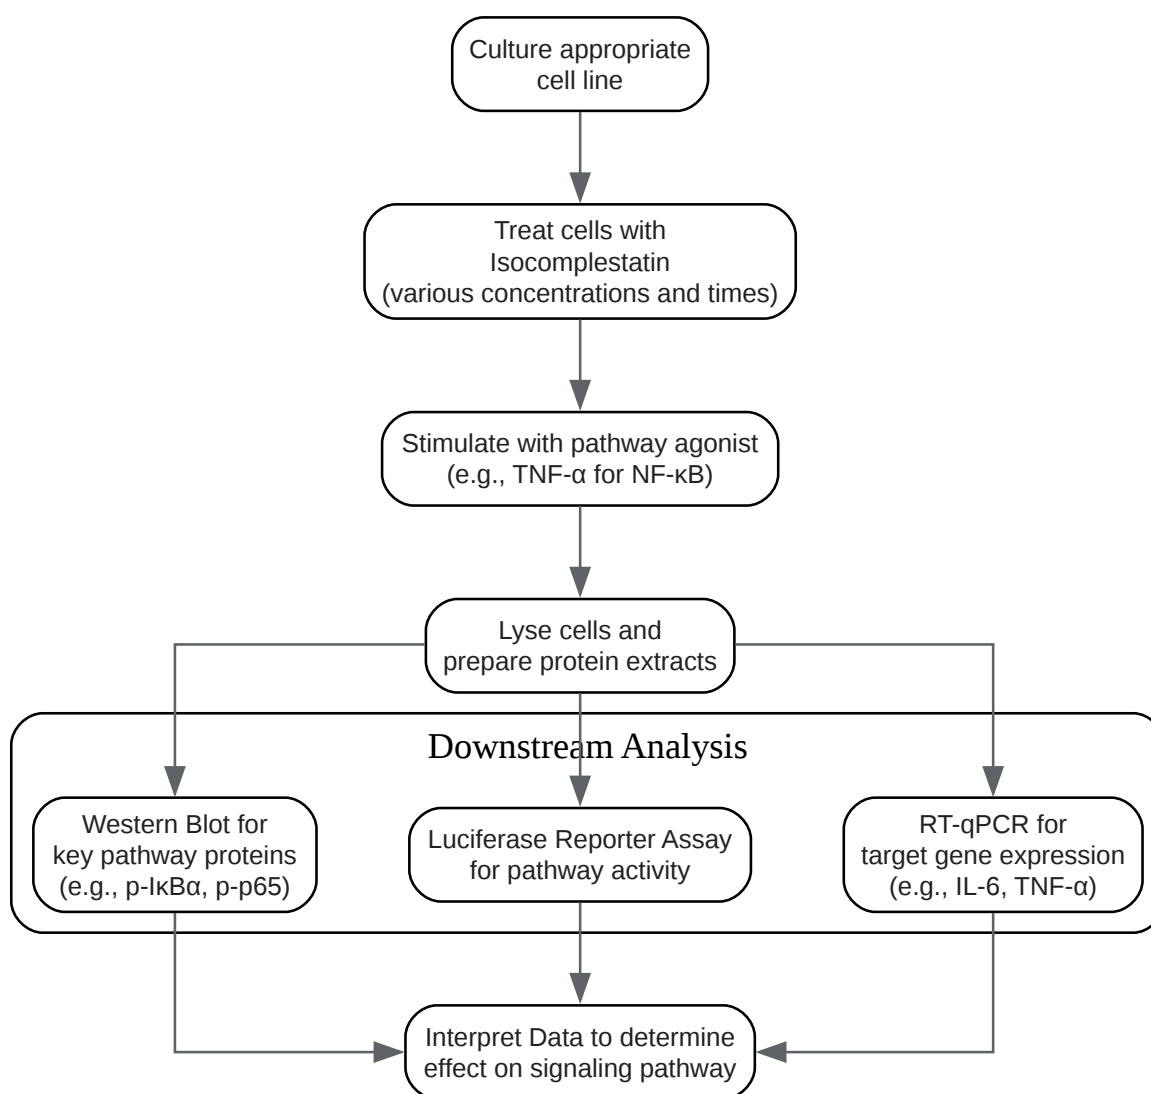 Culture appropriate
cell line
Treat cells with
Isocomplestatin
(various concentrations and times)
Stimulate with pathway agonist
(e.g., TNF-α for NF-κB)
Lyse cells and
prepare protein extracts
Downstream Analysis
Western Blot for
key pathway proteins
(e.g., p-IκBα, p-p65)
Luciferase Reporter Assay
for pathway activity
RT-qPCR for
target gene expression
(e.g., IL-6, TNF-α)
Interpret Data to determine
effect on signaling pathway